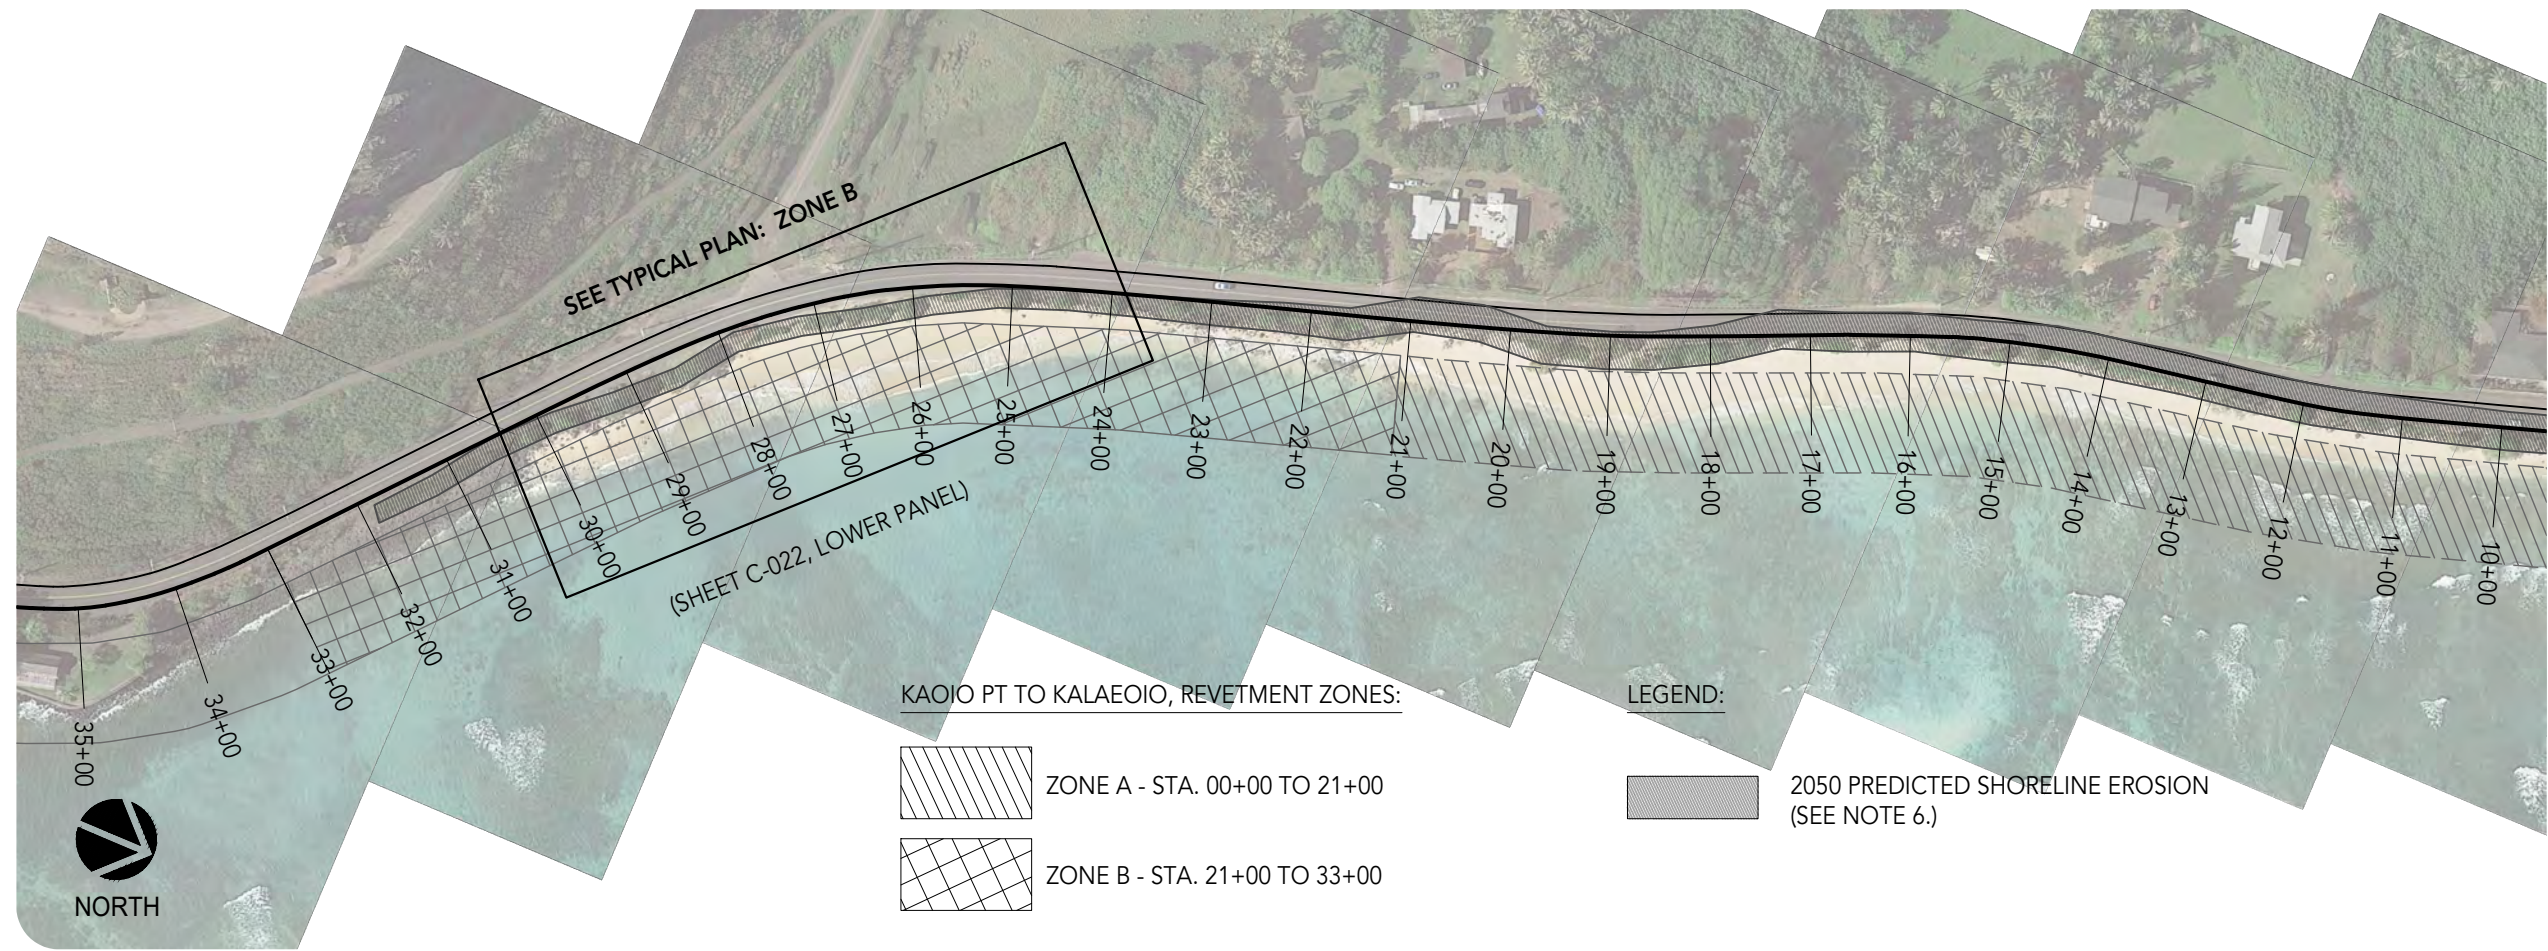 SEE TYPICAL PLAN: ZONE B
(SHEET C-022, LOWER PANEL)
35+00
34+00
33+00
32+00
31+00
30+00
29+00
28+00
27+00
26+00
25+00
24+00
23+00
22+00
21+00
20+00
19+00
18+00
17+00
16+00
15+00
14+00
13+00
12+00
11+00
10+00
KAOIO PT TO KALAEOIO, REVETMENT ZONES:
ZONE A - STA. 00+00 TO 21+00
ZONE B - STA. 21+00 TO 33+00
LEGEND:
2050 PREDICTED SHORELINE EROSION
(SEE NOTE 6.)
NORTH